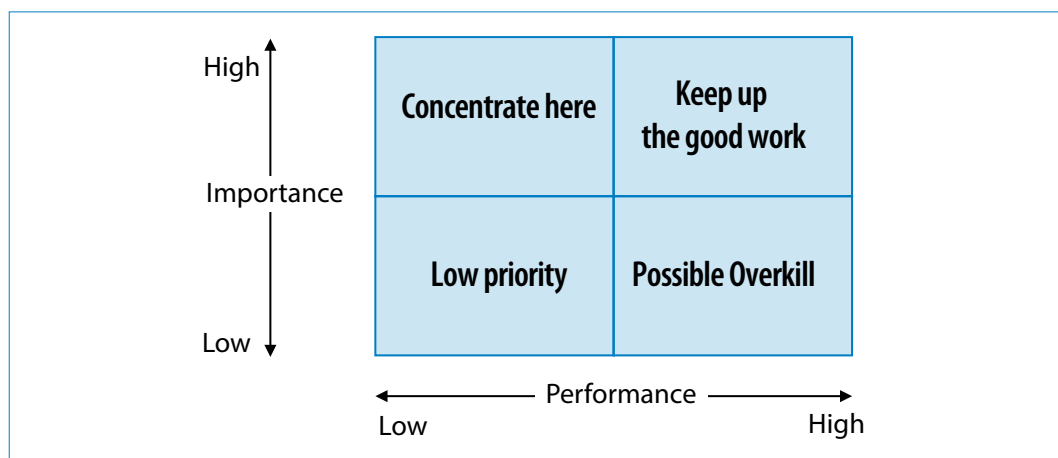 High
Concentrate here
Keep up
the good work
Importance
Low priority
Possible Overkill
Low
Performance
Low
High